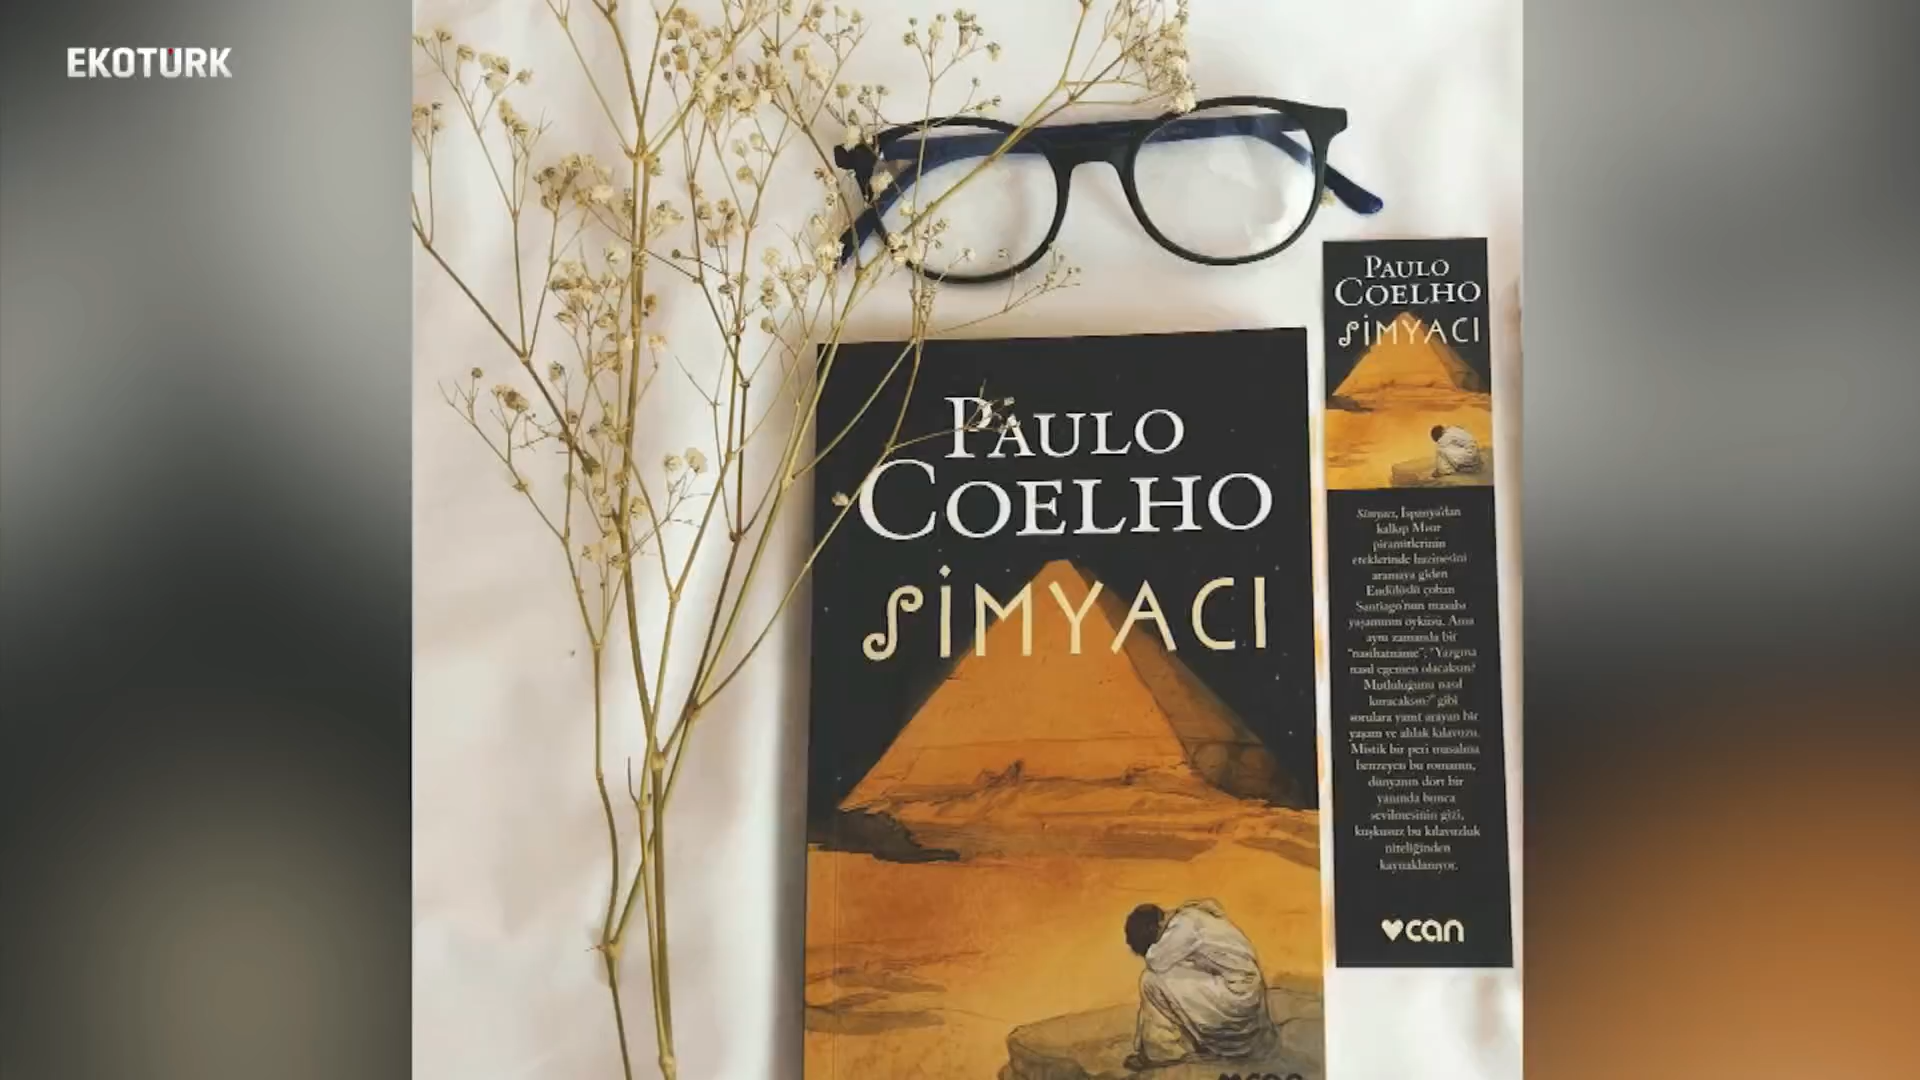 EKOTÜRK
PAULO
COELHO
SİMYACI
PAULO
COELHO
SİMYACI
Simyacı, İspanya'dan
kalkıp Mısır
piramitlerinin
eteklerinde hazinesini
aramaya giden
Endülüslü çoban
Santiago'nun masalsı
yaşamının öyküsü. Ama
aynı zamanda bir
"nasihatnâme"; "Yazgına
nasıl egemen olacaksın?
Mutluluğunu nasıl
kuracaksın?" gibi
sorulara yanıt arayan bir
yaşam ve ahlak kılavuzu.
Mistik bir peri masalına
benzeyen bu romanın,
dünyanın dört bir
yanında bunca
sevilmesinin gizi,
kuşkusuz bu kılavuzluk
niteliğinden
kaynaklanıyor.
can